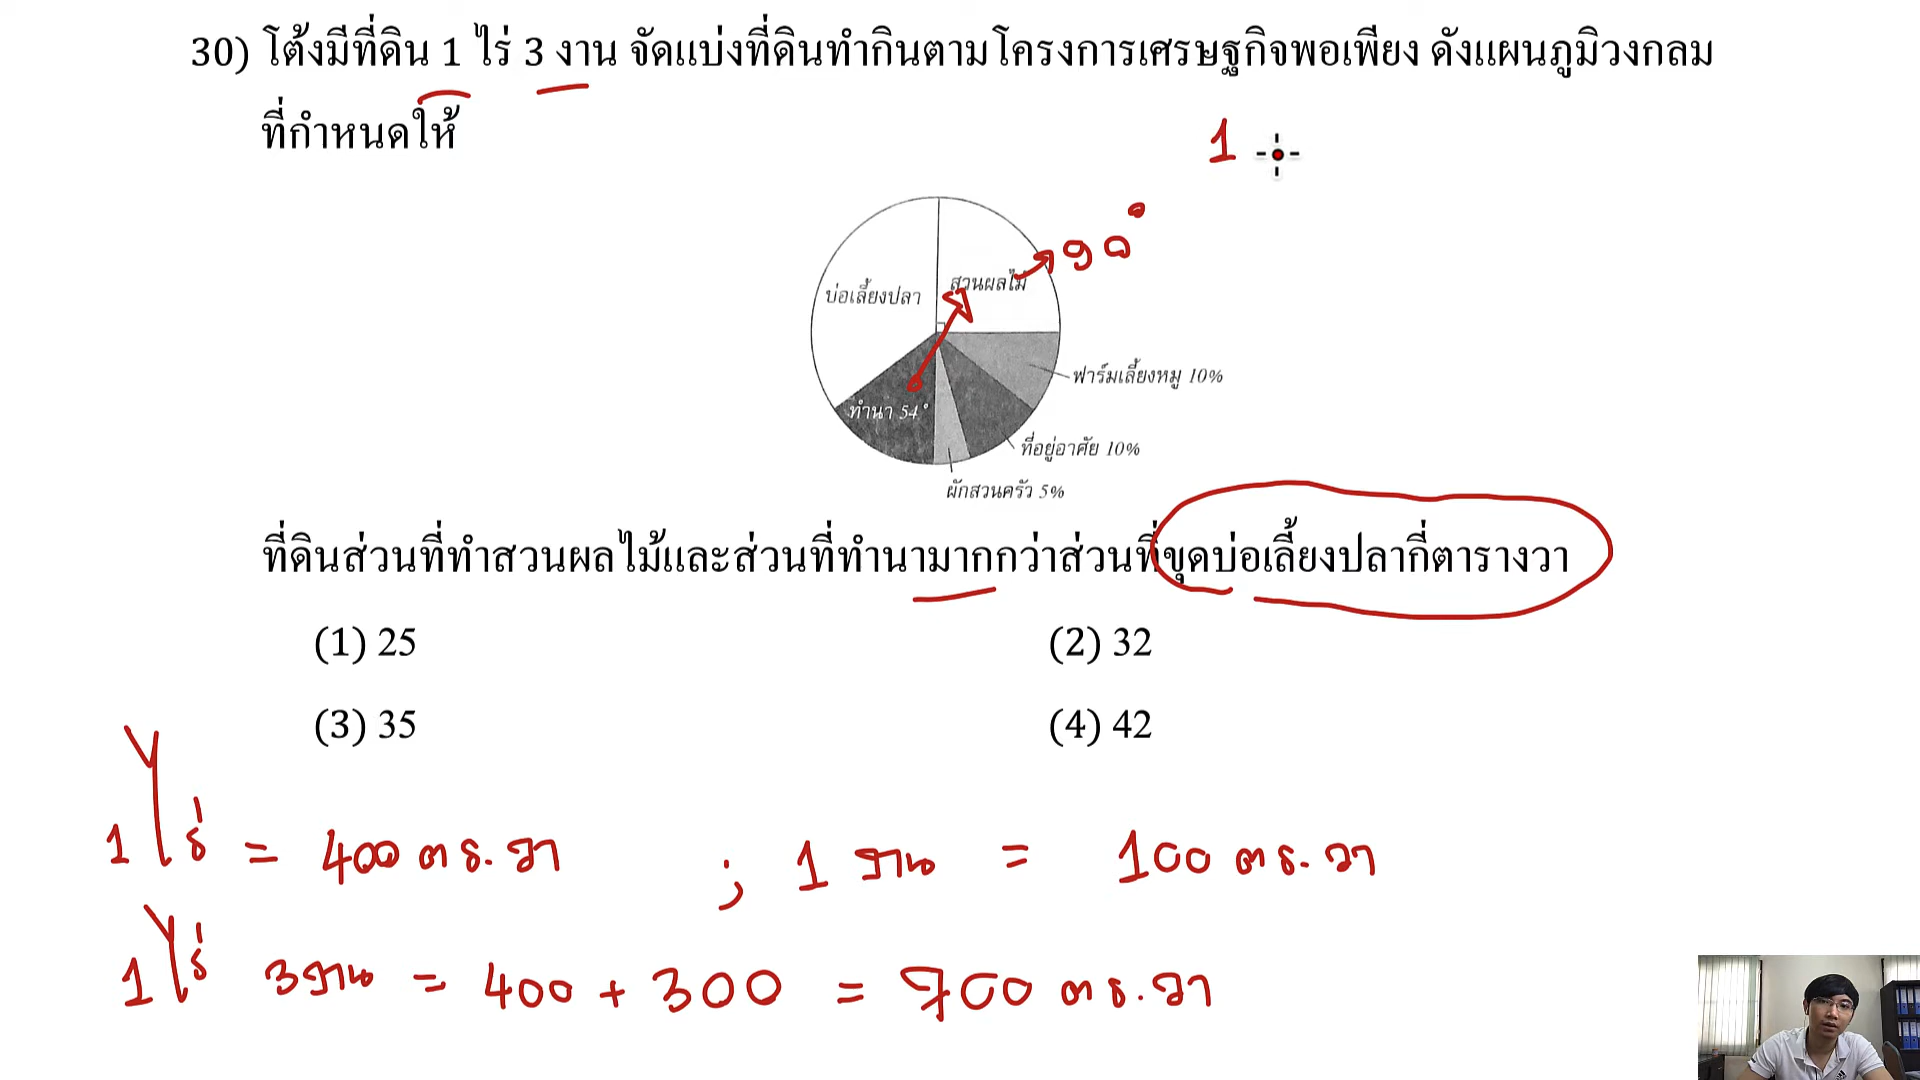 30) โต้งมีที่ดิน 1 ไร่ 3 งาน จัดแบ่งที่ดินทำกินตามโครงการเศรษฐกิจพอเพียง ดังแผนภูมิวงกลม
ที่กำหนดให้
1
90°
บ่อเลี้ยงปลา
สวนผลไม้
ฟาร์มเลี้ยงหมู 10%
ทำนา 54°
ที่อยู่อาศัย 10%
ผักสวนครัว 5%
ที่ดินส่วนที่ทำสวนผลไม้และส่วนที่ทำนามากกว่าส่วนที่ขุดบ่อเลี้ยงปลากี่ตารางวา
(1) 25 (2) 32
(3) 35 (4) 42
1 ไร่ = 400 ตร.วา ; 1 งาน = 100 ตร.วา
1 ไร่ 3 งาน = 400 + 300 = 700 ตร.วา